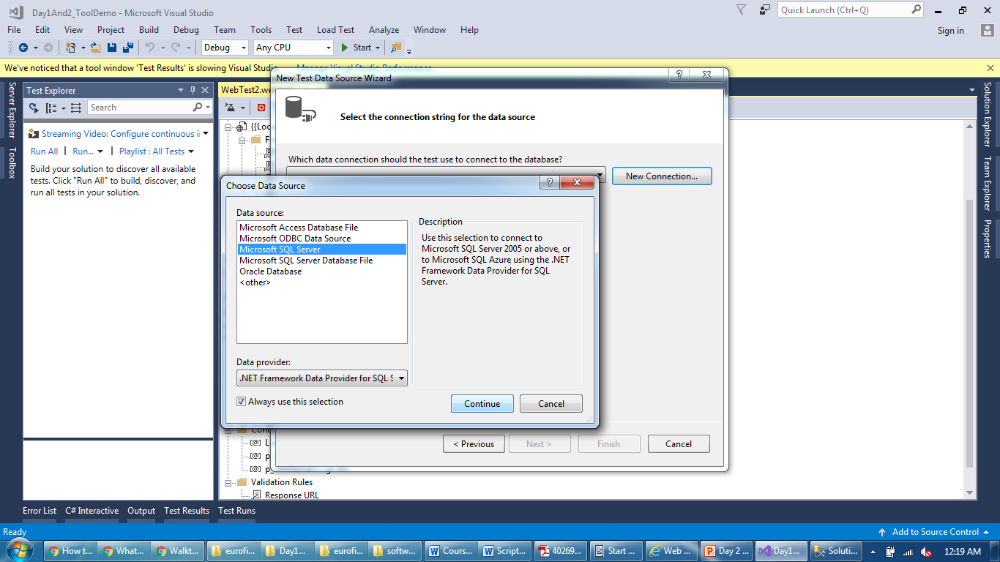 Day1And2_ToolDemo - Microsoft Visual Studio
Quick Launch (Ctrl+Q)
File Edit View Project Build Debug Team Tools Test Load Test Analyze Window Help
Sign in
Debug Any CPU Start
We've noticed that a tool window 'Test Results' is slowing Visual Studio.
Manage Visual Studio Performance
Server Explorer
Toolbox
Test Explorer
Search
Streaming Video: Configure continuous i
Run All | Run... | Playlist : All Tests
Build your solution to discover all available
tests. Click "Run All" to build, discover, and
run all tests in your solution.
WebTest2.we
{{Loc
F
New Test Data Source Wizard
?
Select the connection string for the data source
Which data connection should the test use to connect to the database?
New Connection...
Choose Data Source
?
Data source:
Microsoft Access Database File
Microsoft ODBC Data Source
Microsoft SQL Server
Microsoft SQL Server Database File
Oracle Database
<other>
Description
Use this selection to connect to
Microsoft SQL Server 2005 or above, or
to Microsoft SQL Azure using the .NET
Framework Data Provider for SQL
Server.
Data provider:
.NET Framework Data Provider for SQL S
Always use this selection
Continue Cancel
< Previous Next > Finish Cancel
Cont
L
p
Validation Rules
Response URL
Solution Explorer
Team Explorer
Properties
Error List C# Interactive Output Test Results Test Runs
Ready
Add to Source Control
How t... What... Walkt... eurofi... Day1... eurofi... softw... Cours... Script... 40269... Start ... Web ... Day 2 ... Day1... Soluti...
12:19 AM